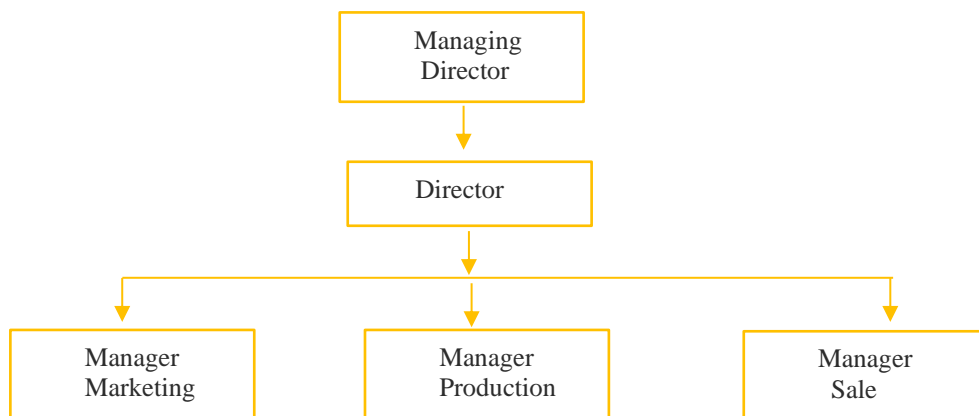 Managing
Director
Director
Manager
Marketing
Manager
Production
Manager
Sale